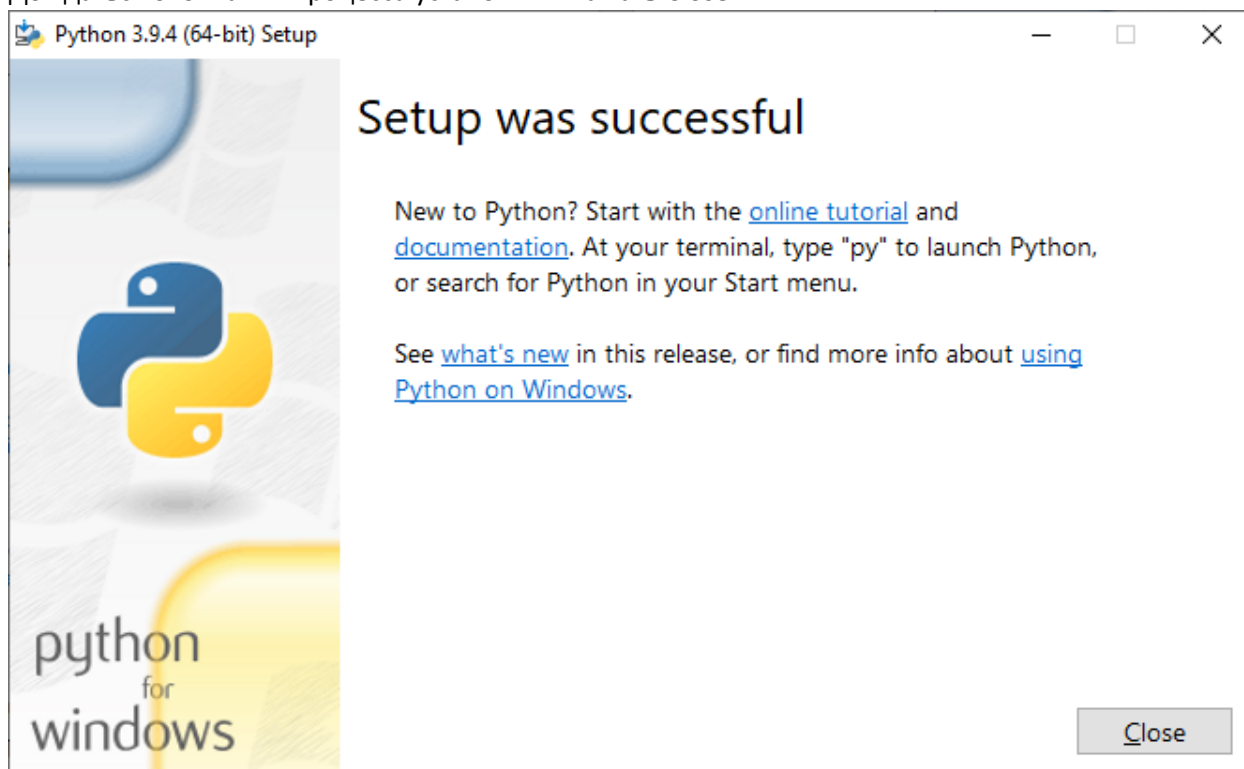 Python 3.9.4 (64-bit) Setup
Setup was successful
New to Python? Start with the online tutorial and
documentation. At your terminal, type "py" to launch Python,
or search for Python in your Start menu.
See what's new in this release, or find more info about using
Python on Windows.
python
for
windows
Close